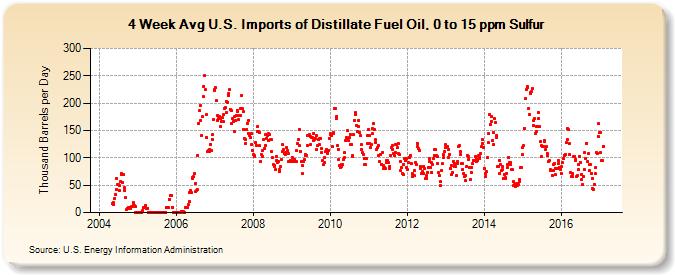 4 Week Avg U.S. Imports of Distillate Fuel Oil, 0 to 15 ppm Sulfur
Thousand Barrels per Day
300
250
200
150
100
50
0
2004 2006 2008 2010 2012 2014 2016
Source: U.S. Energy Information Administration